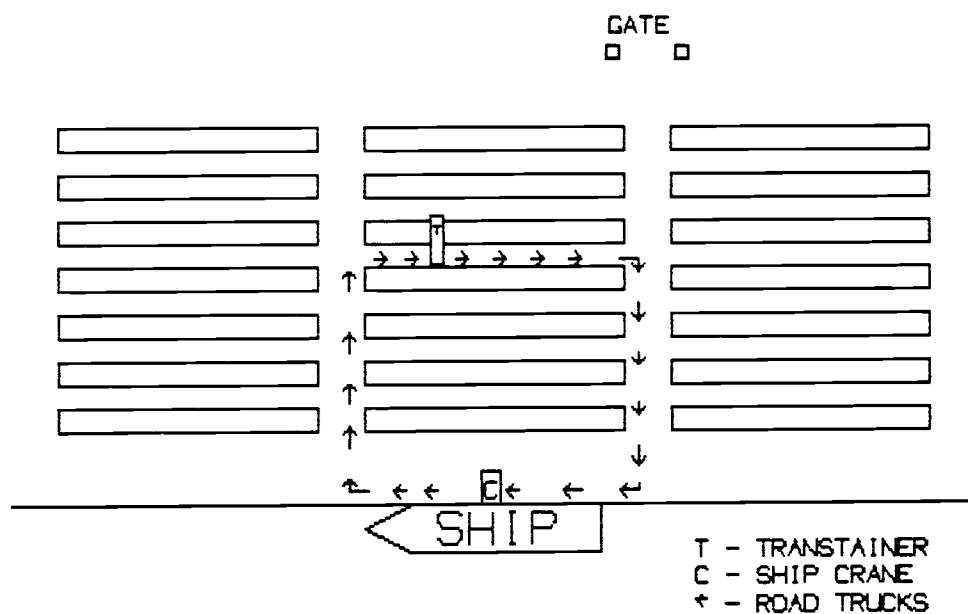 GATE
T
C
SHIP
T - TRANSTAINER
C - SHIP CRANE
← - ROAD TRUCKS